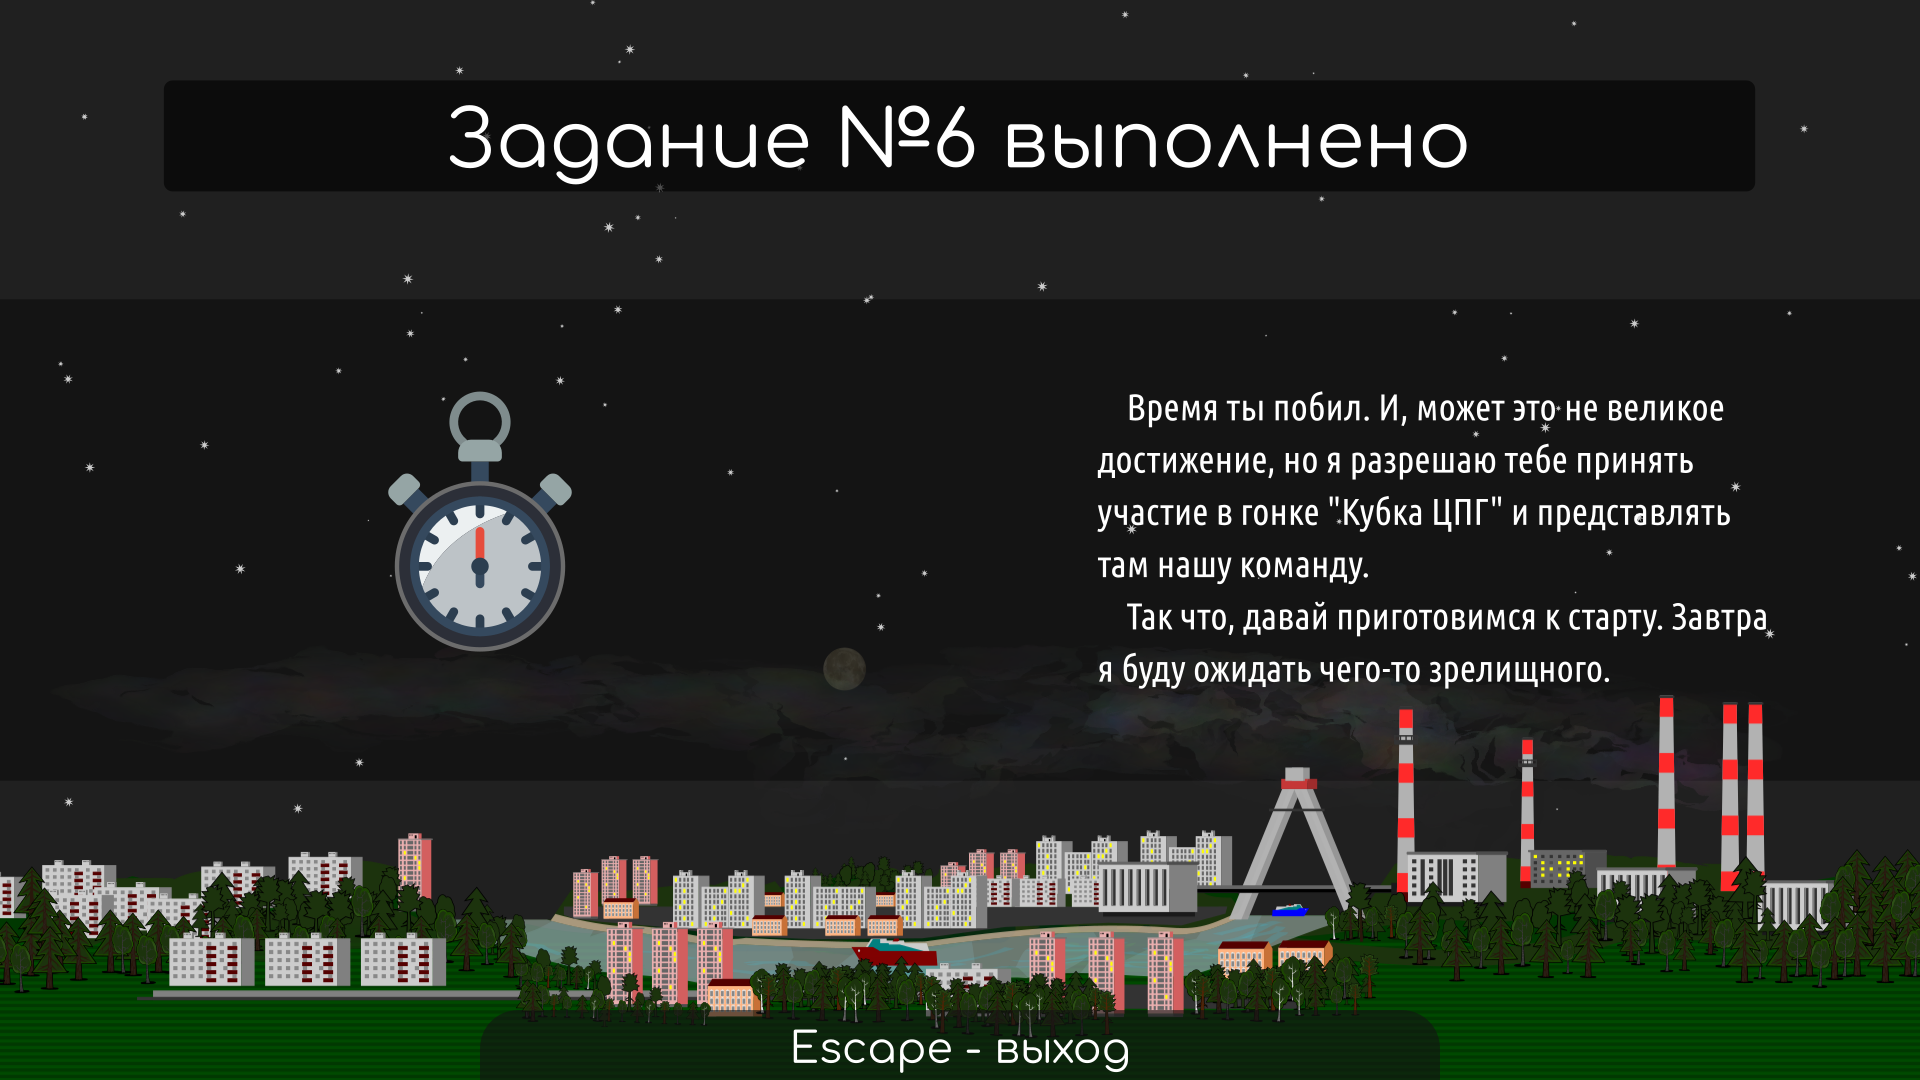 Задание №6 выполнено
Время ты побил. И, может это не великое
достижение, но я разрешаю тебе принять
участие в гонке "Кубка ЦПГ" и представлять
там нашу команду.
Так что, давай приготовимся к старту. Завтра
я буду ожидать чего-то зрелищного.
Escape - выход